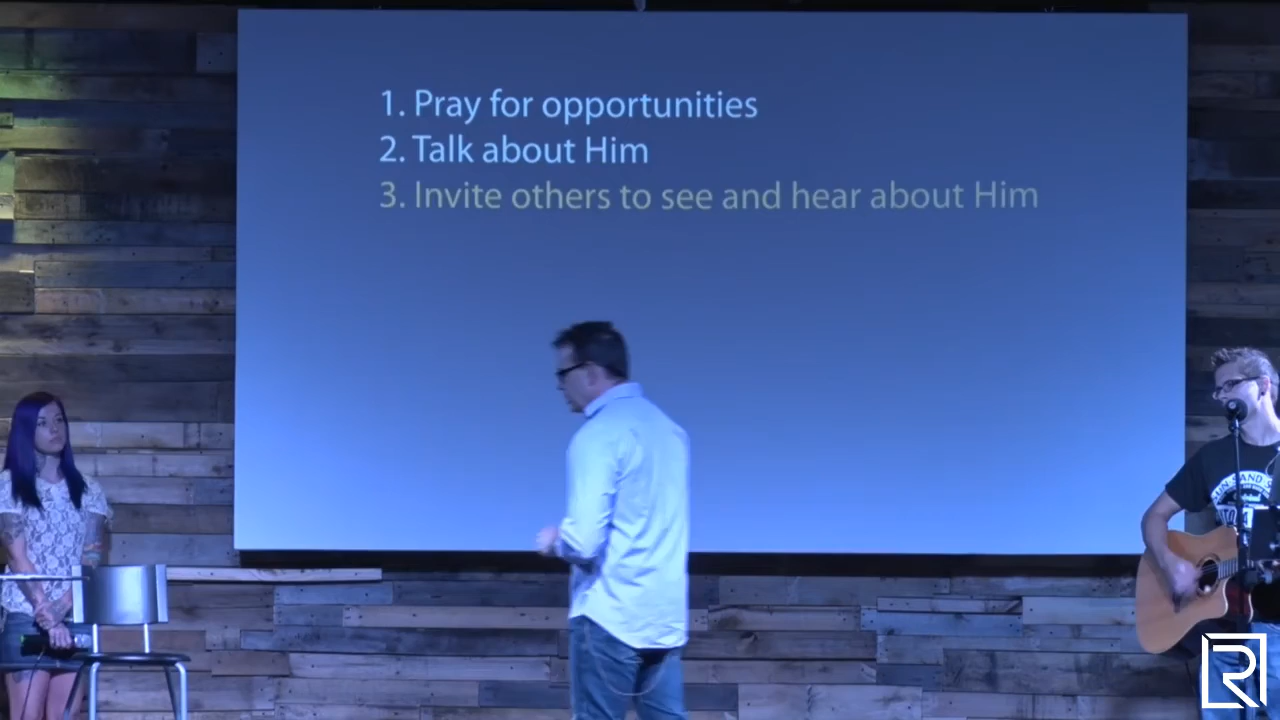 1. Pray for opportunities
2. Talk about Him
3. Invite others to see and hear about Him